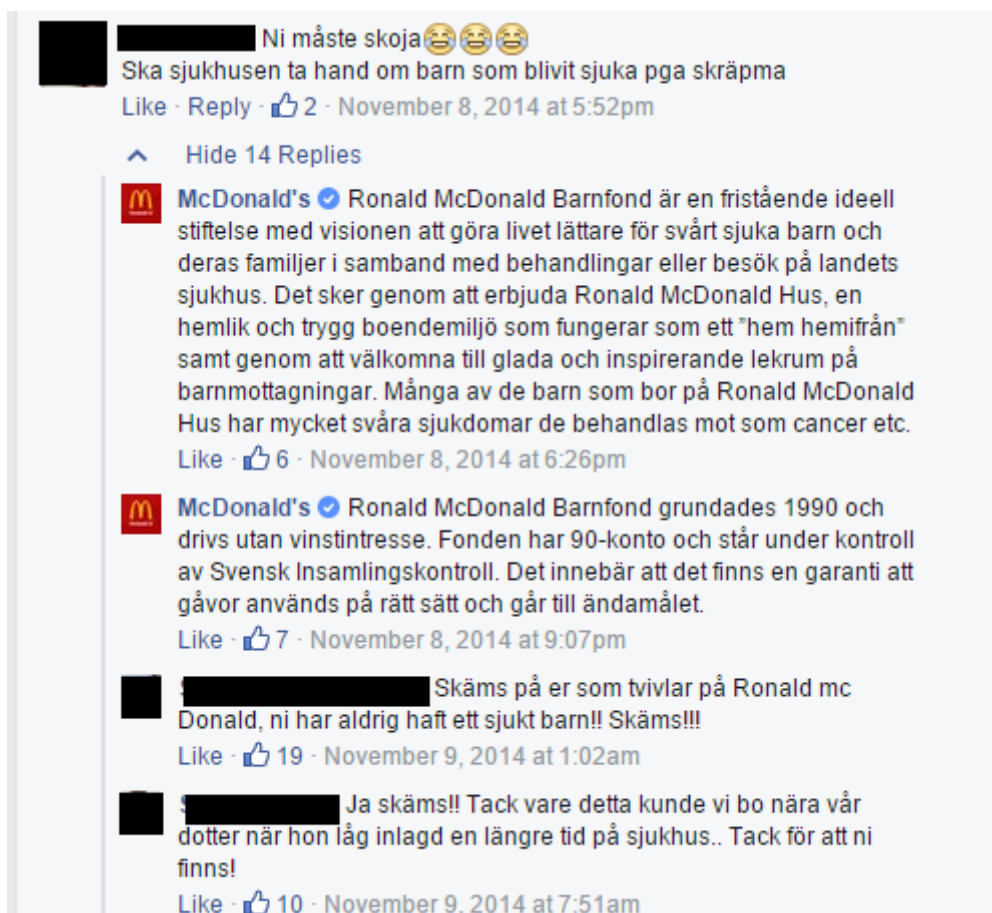 Ni måste skoja😂😂😂
Ska sjukhusen ta hand om barn som blivit sjuka pga skräpma
Like · Reply · 2 · November 8, 2014 at 5:52pm
Hide 14 Replies
McDonald's Ronald McDonald Barnfond är en fristående ideell
stiftelse med visionen att göra livet lättare för svårt sjuka barn och
deras familjer i samband med behandlingar eller besök på landets
sjukhus. Det sker genom att erbjuda Ronald McDonald Hus, en
hemlik och trygg boendemiljö som fungerar som ett ”hem hemifrån”
samt genom att välkomna till glada och inspirerande lekrum på
barnmottagningar. Många av de barn som bor på Ronald McDonald
Hus har mycket svåra sjukdomar de behandlas mot som cancer etc.
Like · 6 · November 8, 2014 at 6:26pm
McDonald's Ronald McDonald Barnfond grundades 1990 och
drivs utan vinstintresse. Fonden har 90-konto och står under kontroll
av Svensk Insamlingskontroll. Det innebär att det finns en garanti att
gåvor används på rätt sätt och går till ändamålet.
Like · 7 · November 8, 2014 at 9:07pm
Skäms på er som tvivlar på Ronald mc
Donald, ni har aldrig haft ett sjukt barn!! Skäms!!!
Like · 19 · November 9, 2014 at 1:02am
Ja skäms!! Tack vare detta kunde vi bo nära vår
dotter när hon låg inlagd en längre tid på sjukhus.. Tack för att ni
finns!
Like · 10 · November 9, 2014 at 7:51am